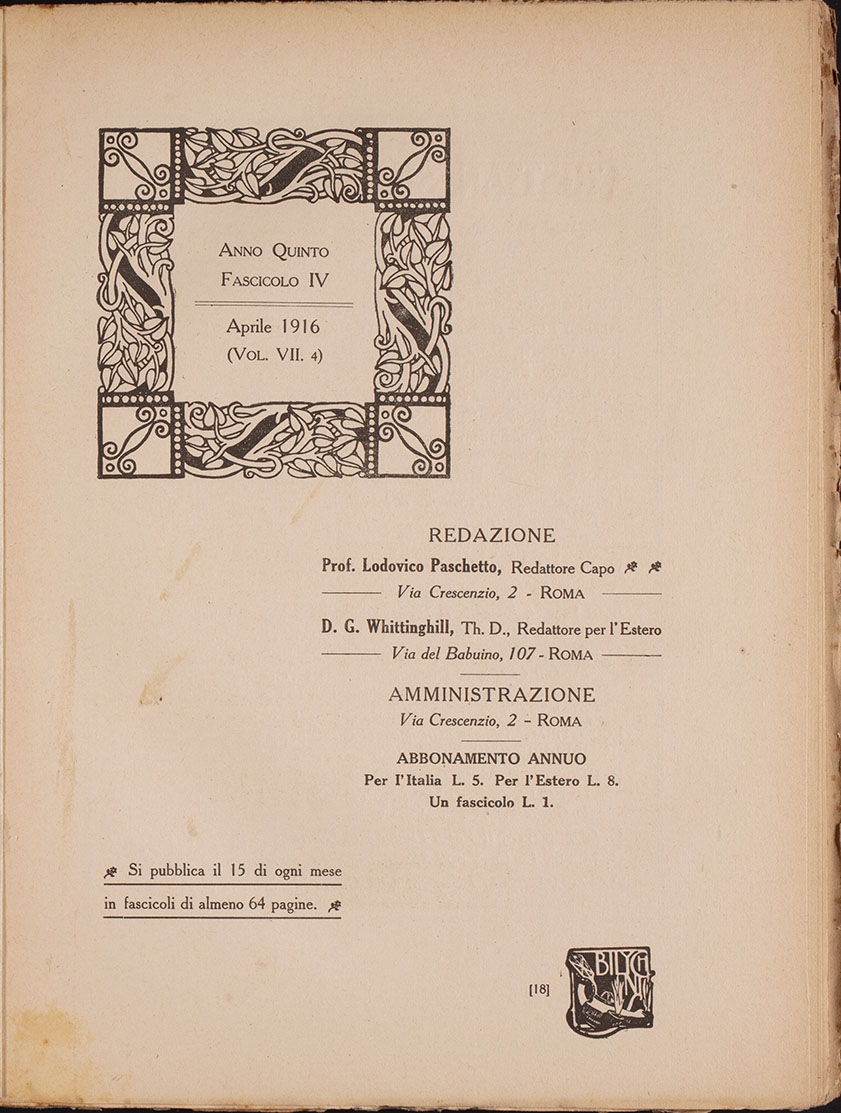 ANNO QUINTO
FASCICOLO IV
Aprile 1916
(VOL. VII. 4)
REDAZIONE
Prof. Lodovico Paschetto, Redattore Capo
Via Crescenzio, 2 - ROMA
D. G. Whittinghill, Th. D., Redattore per l'Estero
Via del Babuino, 107 - ROMA
AMMINISTRAZIONE
Via Crescenzio, 2 - ROMA
ABBONAMENTO ANNUO
Per l'Italia L. 5. Per l'Estero L. 8.
Un fascicolo L. 1.
Si pubblica il 15 di ogni mese
in fascicoli di almeno 64 pagine.
[18]
BILYCH
NIS